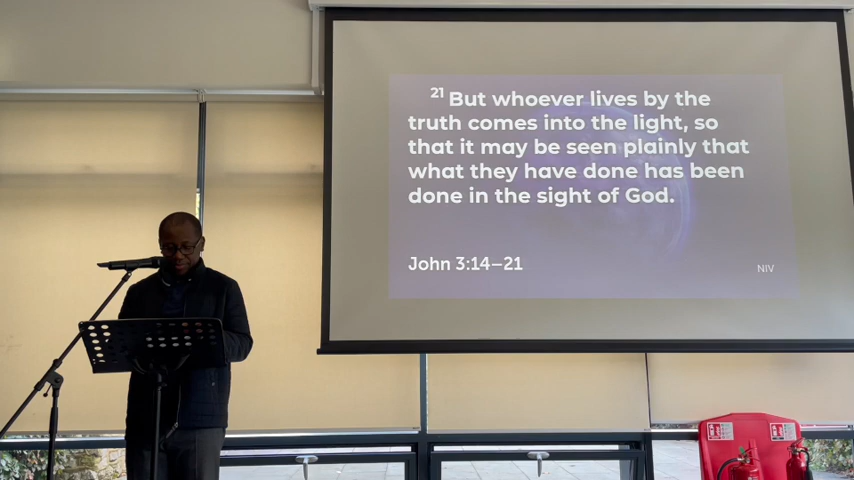 21 But whoever lives by the
truth comes into the light, so
that it may be seen plainly that
what they have done has been
done in the sight of God.
John 3:14–21
NIV